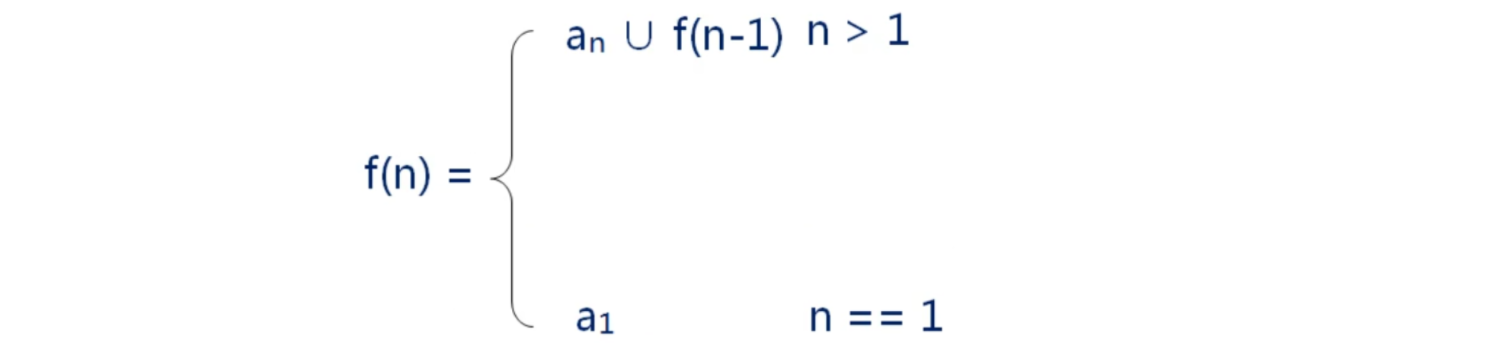 aₙ ∪ f(n-1) n > 1
f(n) =
a₁ n == 1